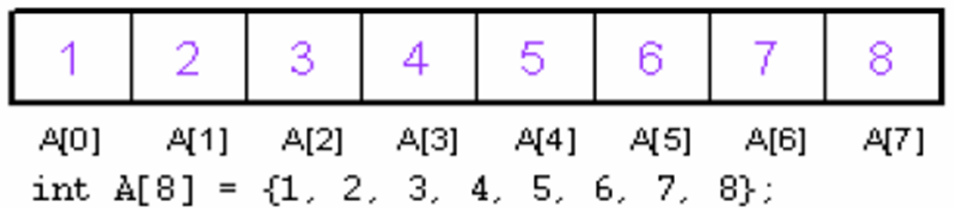 1 2 3 4 5 6 7 8
A[0] A[1] A[2] A[3] A[4] A[5] A[6] A[7]
int A[8] = {1, 2, 3, 4, 5, 6, 7, 8};